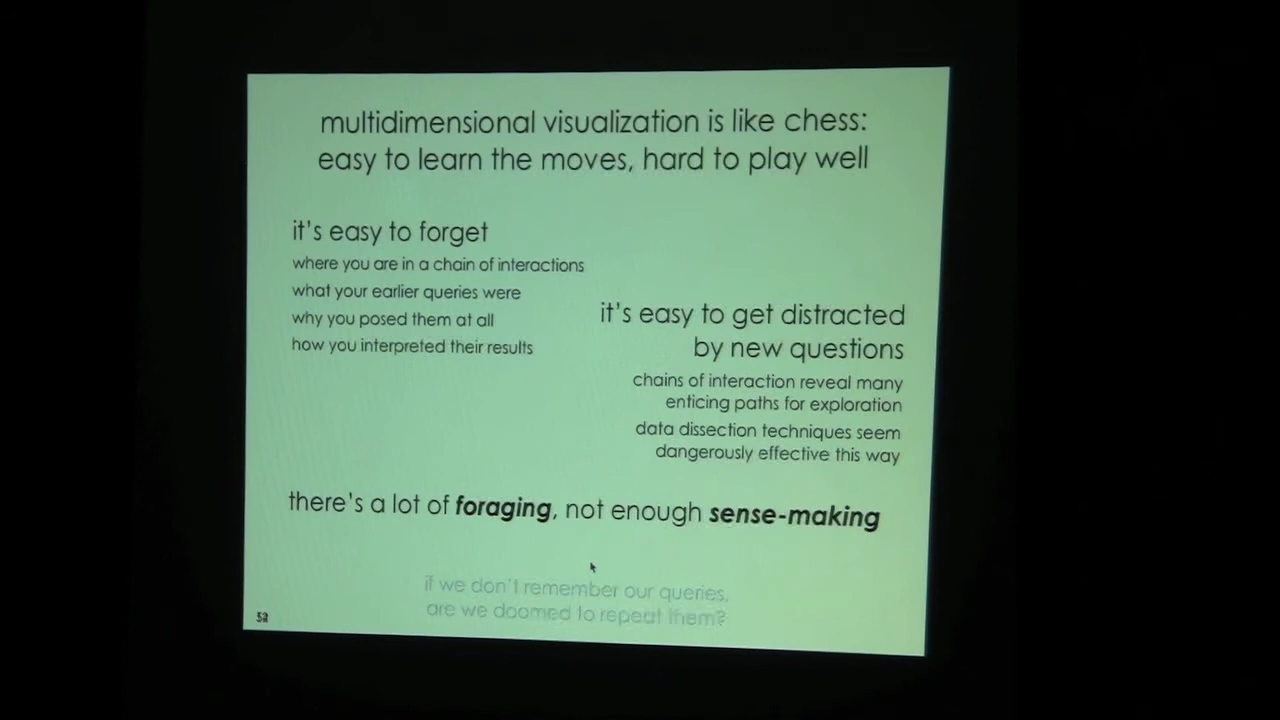 multidimensional visualization is like chess:
easy to learn the moves, hard to play well
it's easy to forget
where you are in a chain of interactions
what your earlier queries were
why you posed them at all
how you interpreted their results
it's easy to get distracted
by new questions
chains of interaction reveal many
enticing paths for exploration
data dissection techniques seem
dangerously effective this way
there's a lot of foraging, not enough sense-making
if we don't remember our queries,
are we doomed to repeat them?